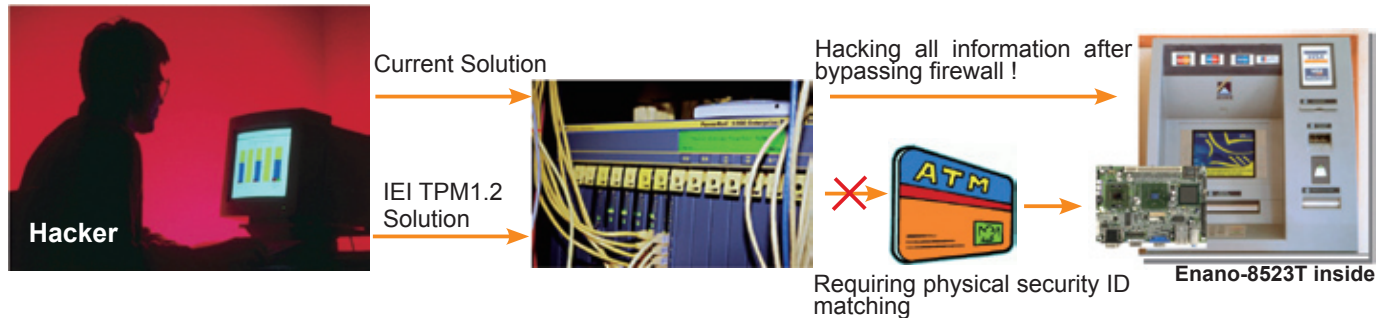 Hacking all information after
bypassing firewall !
Current Solution
ATM
IEI TPM1.2
Solution
Hacker
Requiring physical security ID
matching
Enano-8523T inside